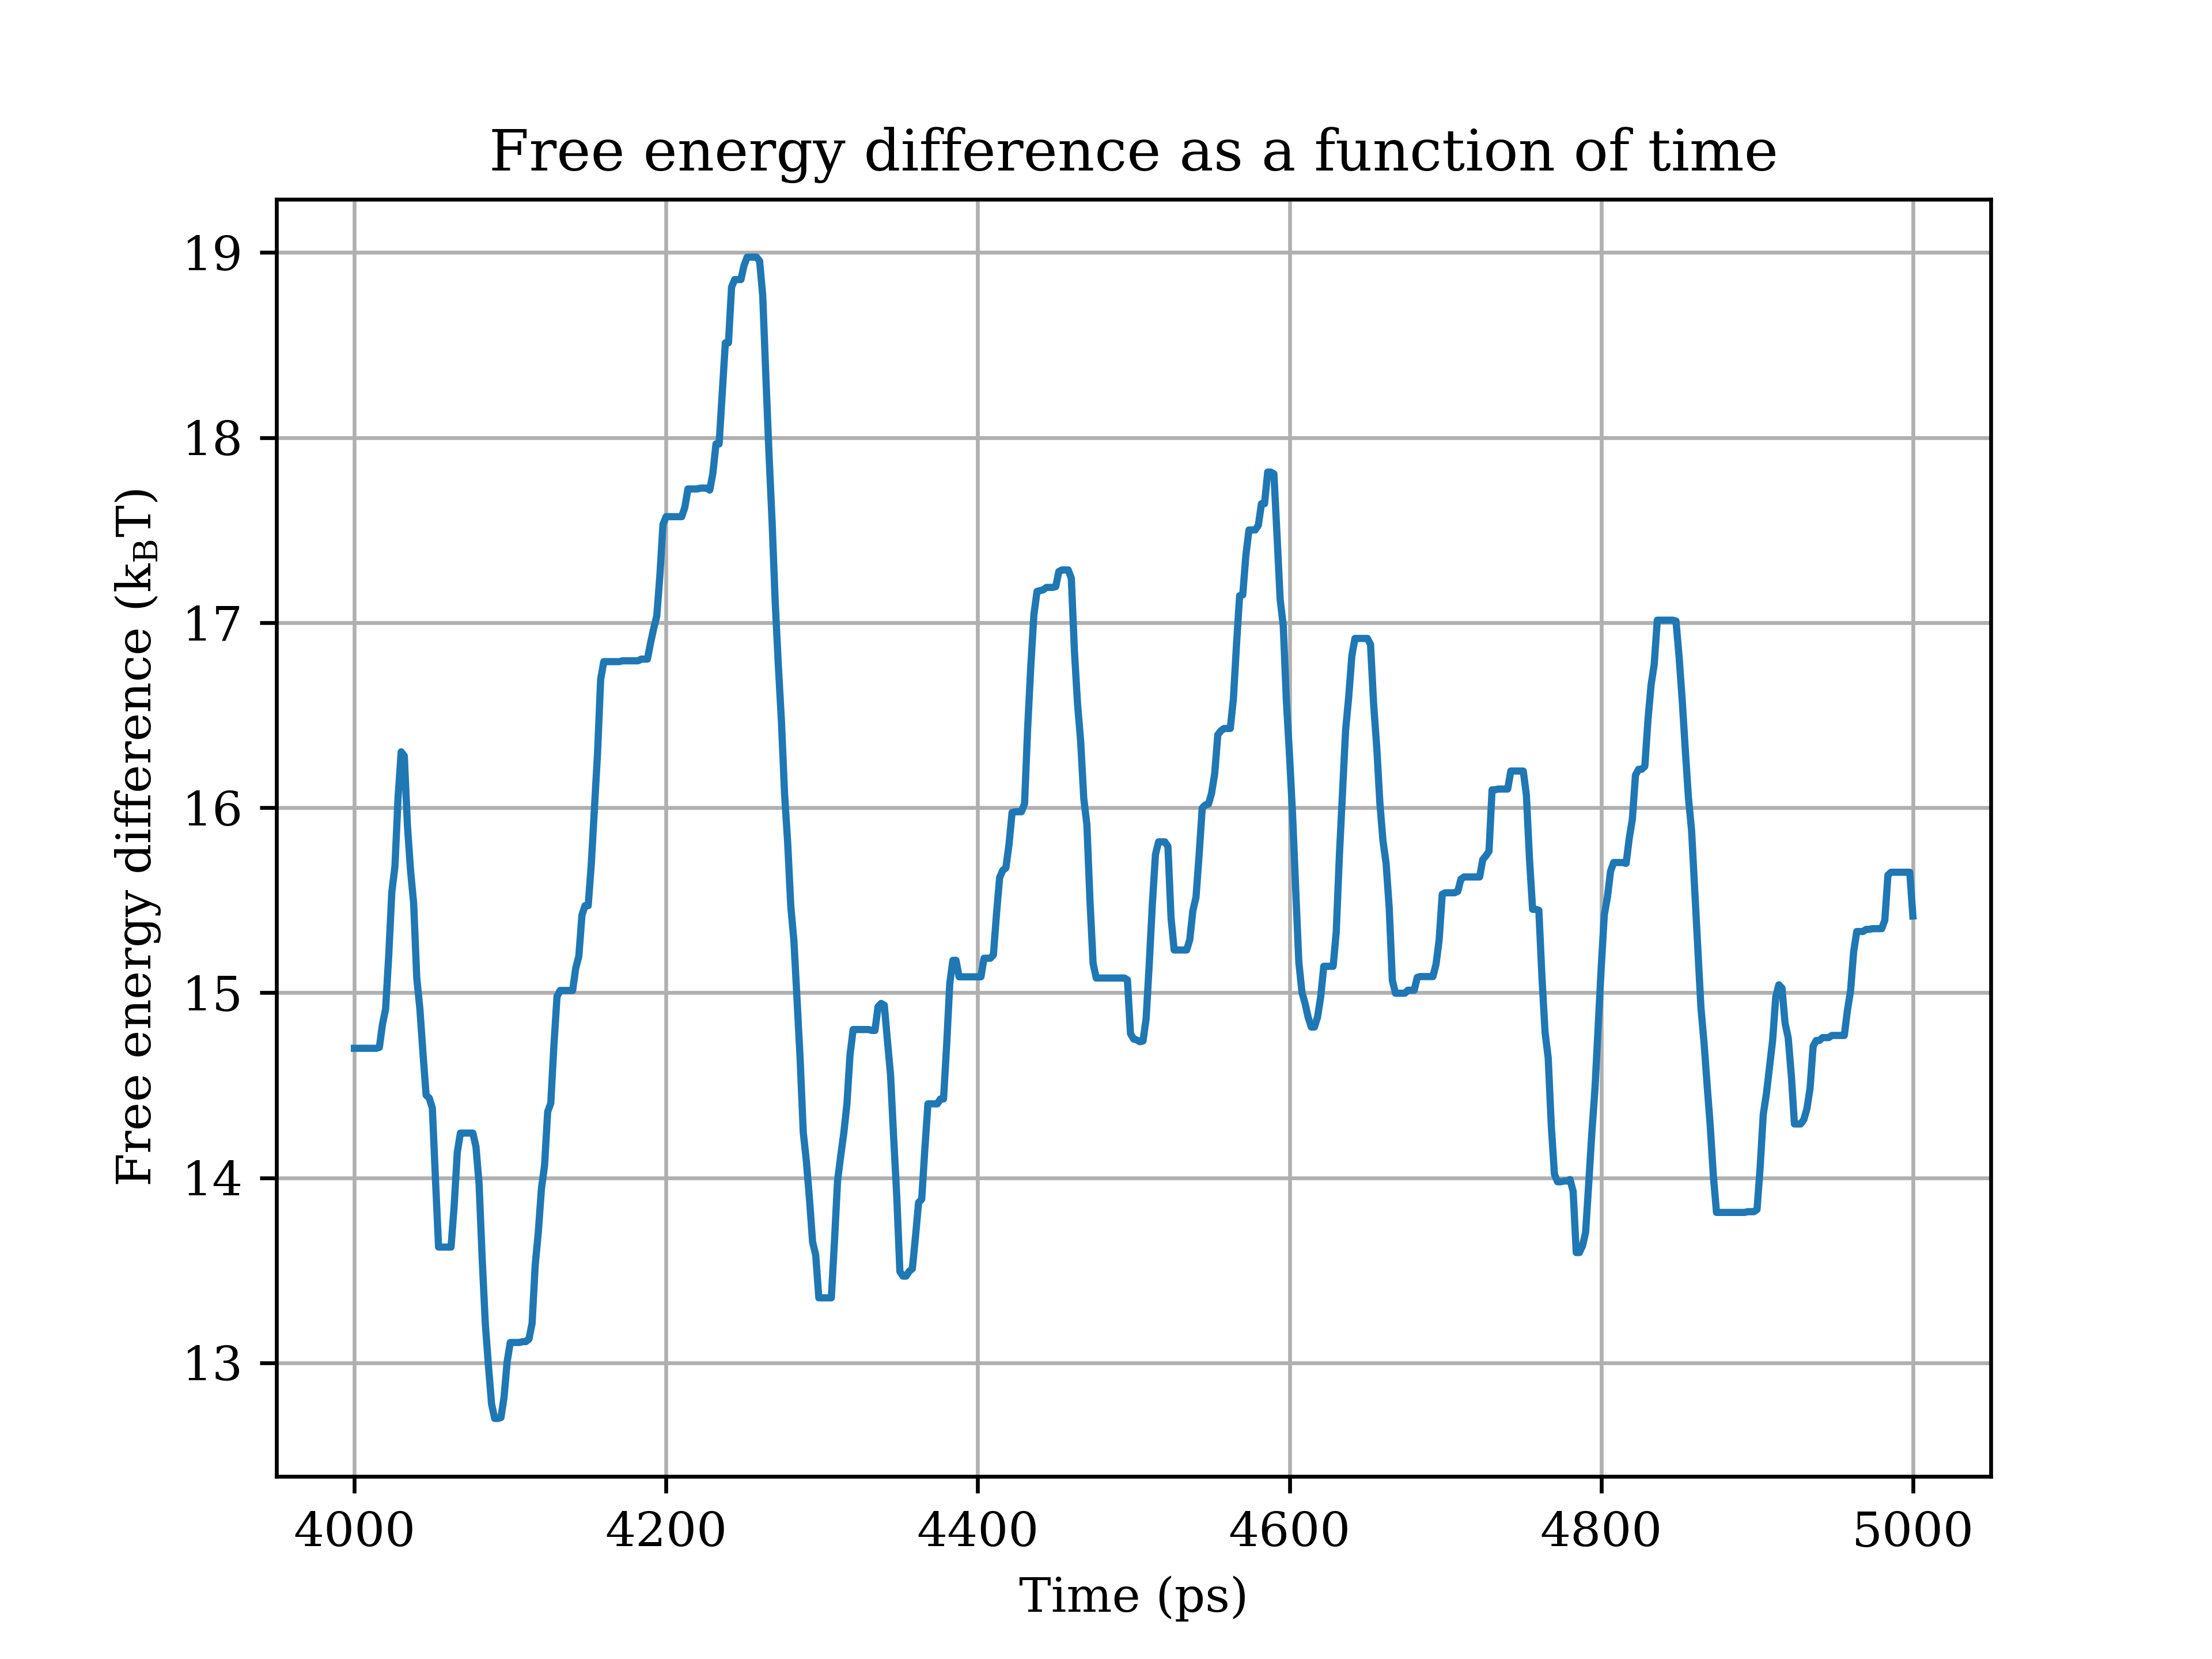 Free energy difference as a function of time
Free energy difference (k_BT)
19
18
17
16
15
14
13
4000 4200 4400 4600 4800 5000
Time (ps)